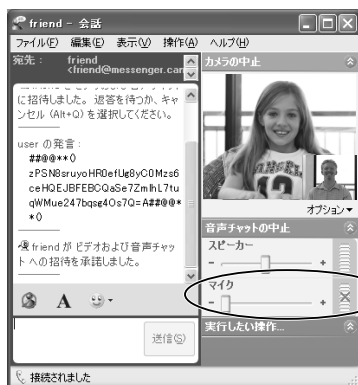 friend - 会話
ファイル(F) 編集(E) 表示(V) 操作(A) ヘルプ(H)
宛先： friend
<friend@messenger.car
に招待しました。返答を待つか、キャ
ンセル (Alt+Q) を選択してください。
user の発言：
##@@**()
zPSN8sruyoHR0efUg8yC0Mzs6
ceHQEJBFEBCQaSe7ZmlhL7tu
qWMue247bqsg4Os7Q=A##@@*
*()
friend が ビデオおよび音声チャッ
ト への招待を承諾しました。
A
送信(S)
接続されました
カメラの中止
オプション
音声チャットの中止
スピーカー
- +
マイク
- +
実行したい操作...